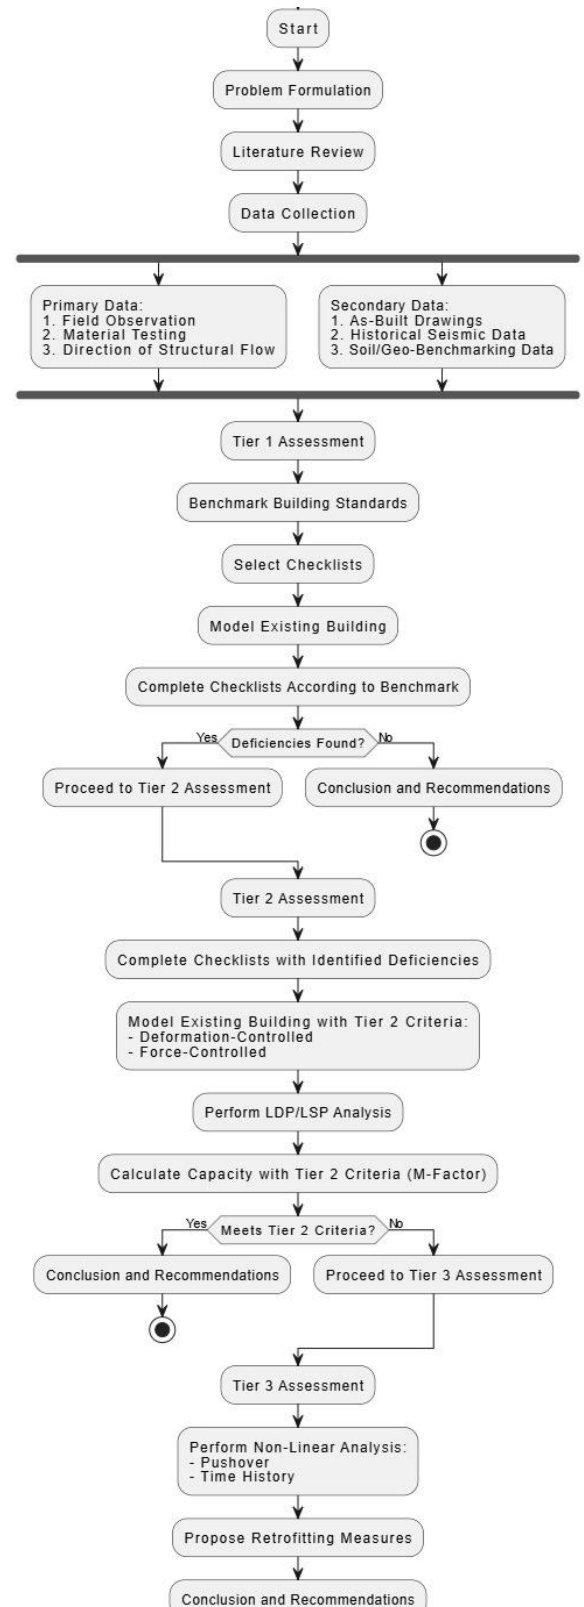 Start
Problem Formulation
Literature Review
Data Collection
Primary Data:
1. Field Observation
2. Material Testing
3. Direction of Structural Flow
Secondary Data:
1. As-Built Drawings
2. Historical Seismic Data
3. Soil/Geo-Benchmarking Data
Tier 1 Assessment
Benchmark Building Standards
Select Checklists
Model Existing Building
Complete Checklists According to Benchmark
Yes
Deficiencies Found?
No
Proceed to Tier 2 Assessment
Conclusion and Recommendations
Tier 2 Assessment
Complete Checklists with Identified Deficiencies
Model Existing Building with Tier 2 Criteria:
- Deformation-Controlled
- Force-Controlled
Perform LDP/LSP Analysis
Calculate Capacity with Tier 2 Criteria (M-Factor)
Yes
Meets Tier 2 Criteria?
No
Conclusion and Recommendations
Proceed to Tier 3 Assessment
Tier 3 Assessment
Perform Non-Linear Analysis:
- Pushover
- Time History
Propose Retrofitting Measures
Conclusion and Recommendations